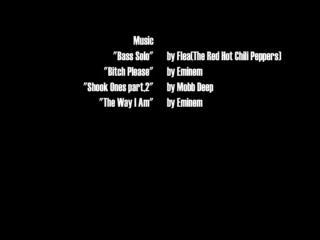 Music
"Bass Solo" by Flea(The Red Hot Chili Peppers)
"Bitch Please" by Eminem
"Shook Ones part.2" by Mobb Deep
"The Way I Am" by Eminem